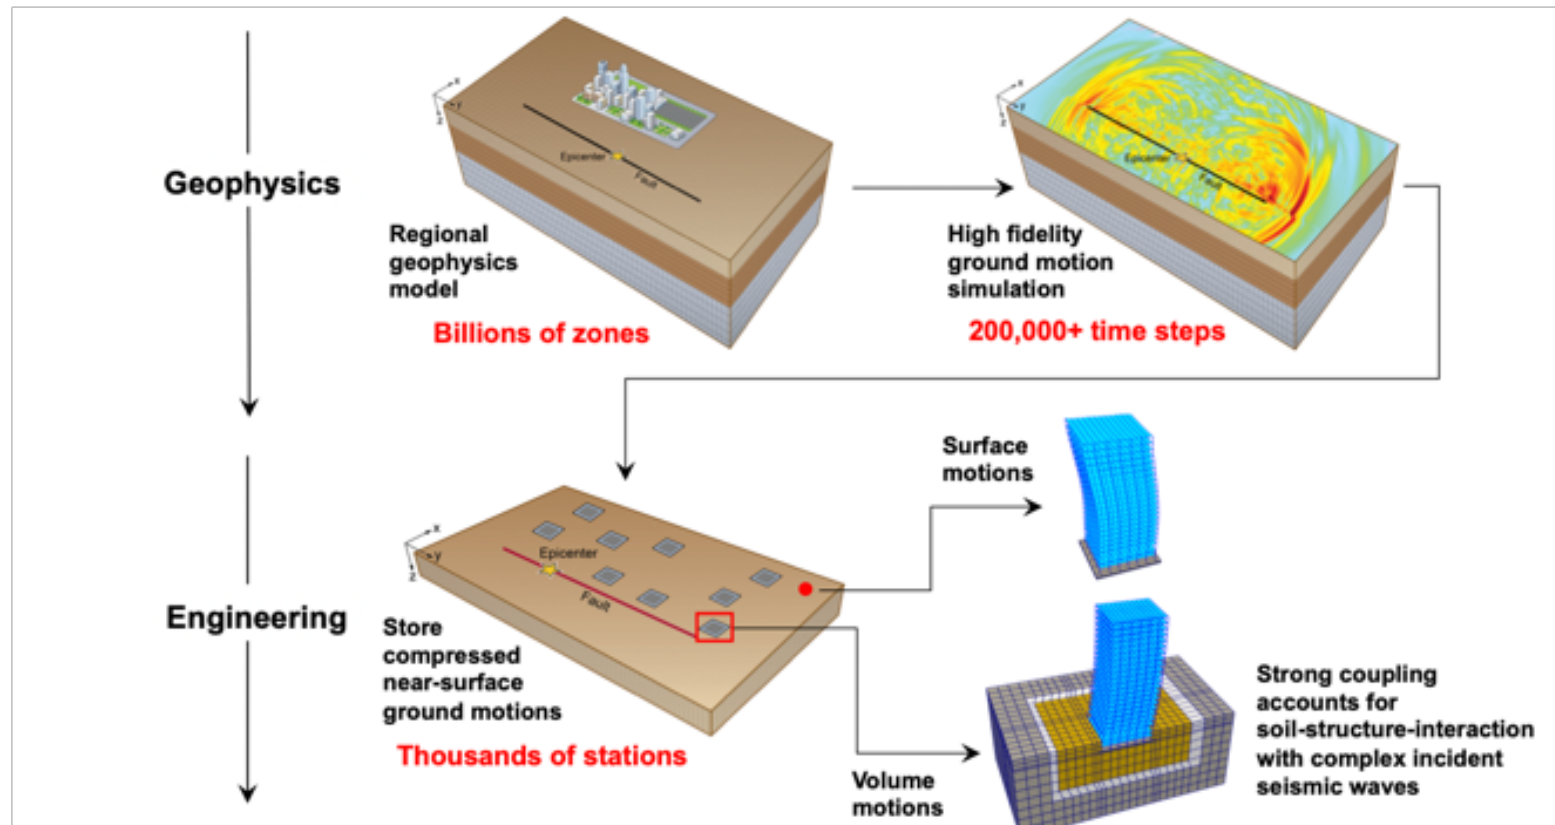 Geophysics
x
y
z
Epicenter
Fault
Regional
geophysics
model
Billions of zones
x
y
z
Epicenter
Fault
High fidelity
ground motion
simulation
200,000+ time steps
Engineering
x
y
z
Epicenter
Fault
Store
compressed
near-surface
ground motions
Thousands of stations
Surface
motions
Volume
motions
Strong coupling
accounts for
soil-structure-interaction
with complex incident
seismic waves